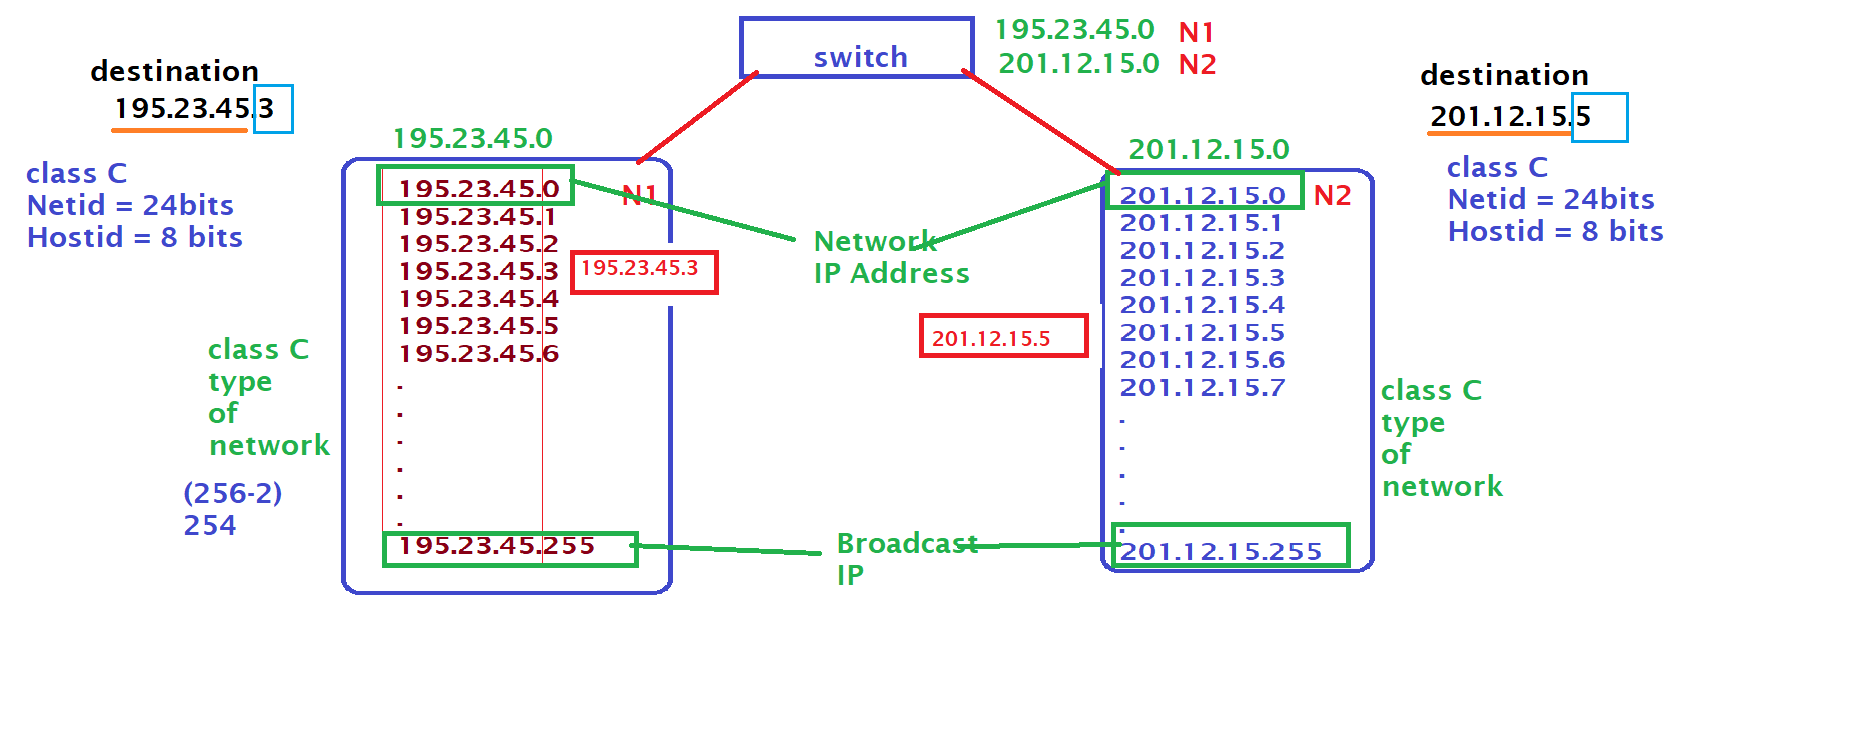 switch
195.23.45.0 N1
201.12.15.0 N2
destination
195.23.45.3
class C
Netid = 24bits
Hostid = 8 bits
195.23.45.0
195.23.45.0
N1
195.23.45.1
195.23.45.2
195.23.45.3
195.23.45.4
195.23.45.5
195.23.45.6
.
.
.
.
.
.
195.23.45.255
195.23.45.3
class C
type
of
network
(256-2)
254
Network
IP Address
201.12.15.5
Broadcast
IP
201.12.15.0
201.12.15.0 N2
201.12.15.1
201.12.15.2
201.12.15.3
201.12.15.4
201.12.15.5
201.12.15.6
201.12.15.7
.
.
.
.
.
201.12.15.255
destination
201.12.15.5
class C
Netid = 24bits
Hostid = 8 bits
class C
type
of
network